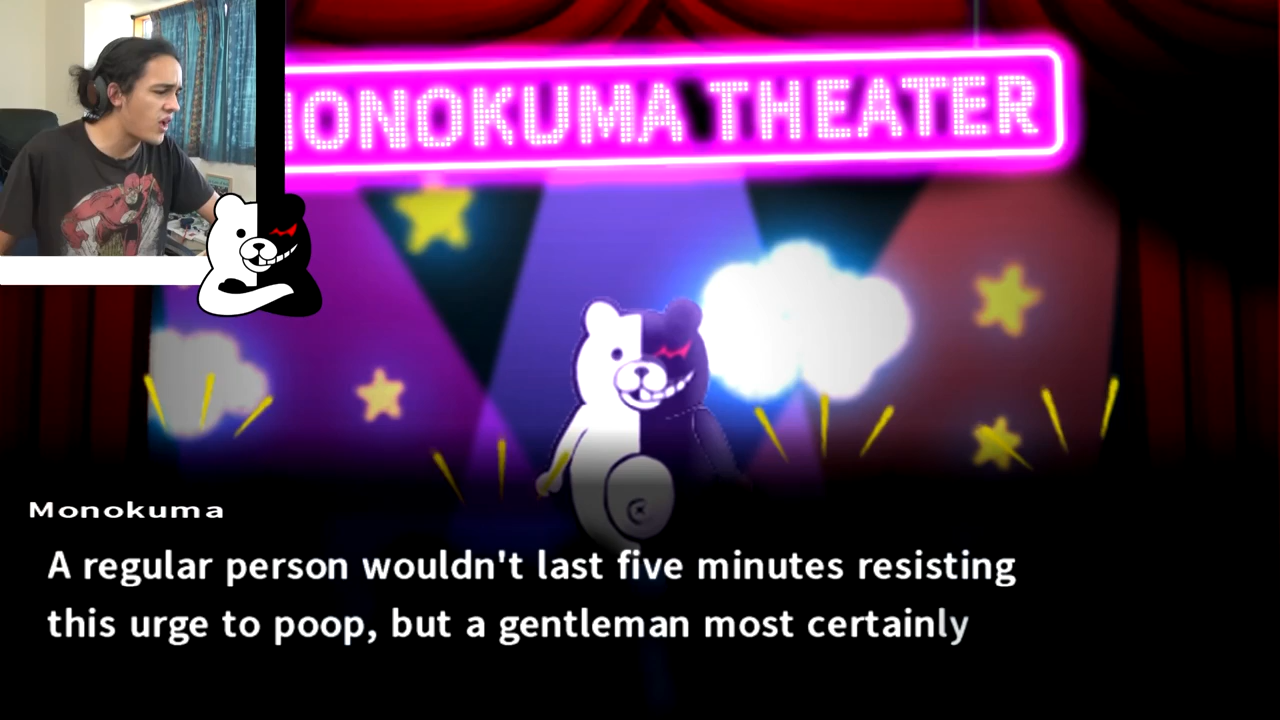 MONOKUMA THEATER
Monokuma
A regular person wouldn't last five minutes resisting
this urge to poop, but a gentleman most certainly